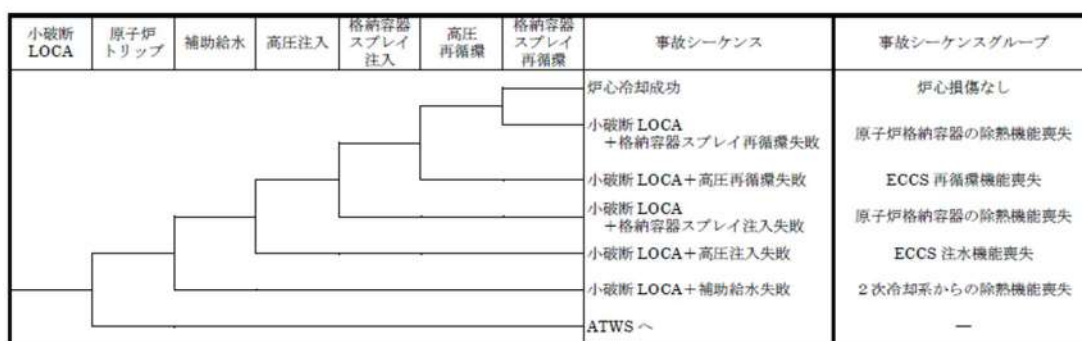 小破断
LOCA
原子炉
トリップ
補助給水
高圧注入
格納容器
スプレイ
注入
高圧
再循環
格納容器
スプレイ
再循環
事故シーケンス
事故シーケンスグループ
炉心冷却成功
炉心損傷なし
小破断 LOCA
＋格納容器スプレイ再循環失敗
原子炉格納容器の除熱機能喪失
小破断 LOCA＋高圧再循環失敗
ECCS 再循環機能喪失
小破断 LOCA
＋格納容器スプレイ注入失敗
原子炉格納容器の除熱機能喪失
小破断 LOCA＋高圧注入失敗
ECCS 注水機能喪失
小破断 LOCA＋補助給水失敗
２次冷却系からの除熱機能喪失
ATWS へ
―